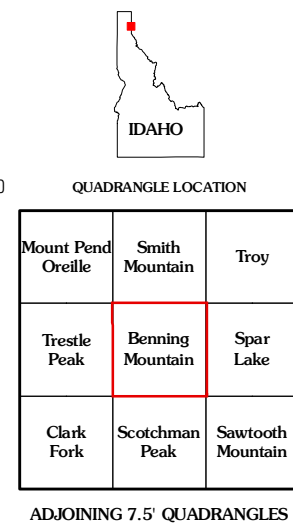 IDAHO
QUADRANGLE LOCATION
Mount Pend Oreille
Smith Mountain
Troy
Trestle Peak
Benning Mountain
Spar Lake
Clark Fork
Scotchman Peak
Sawtooth Mountain
ADJOINING 7.5' QUADRANGLES